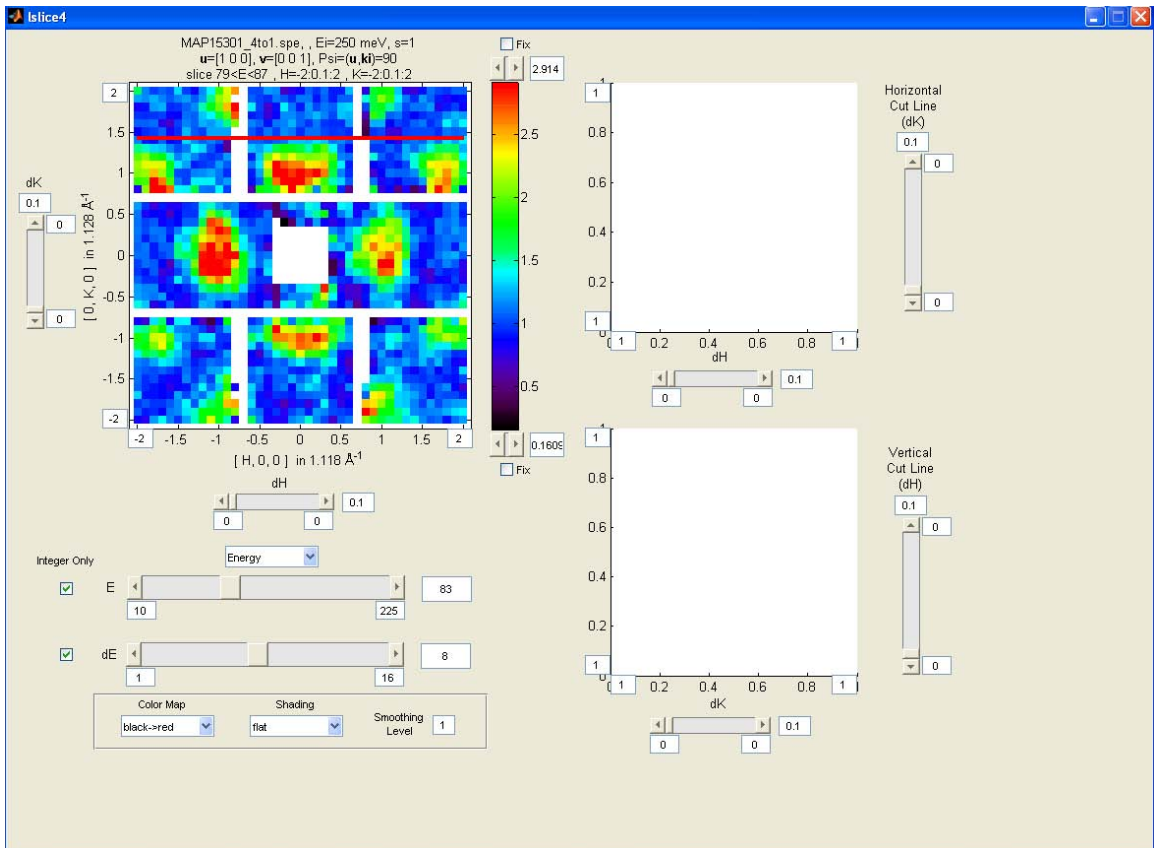 lslice4
MAP15301_4to1.spe, , Ei=250 meV, s=1
u=[1 0 0], v=[0 0 1], Psi=(u,ki)=90
slice 79<E<87 , H=-2:0.1:2 , K=-2:0.1:2
Fix
2.914
2
1.5
1
0.5
0
-0.5
-1
-1.5
-2
[ 0, K, 0 ] in 1.128 Å-1
dK
0.1
0
0
2.5
2
1.5
1
0.5
0.1609
Fix
-2 -1.5 -1 -0.5 0 0.5 1 1.5 2
[ H, 0, 0 ] in 1.118 Å-1
dH
0.1
0 0
Integer Only
Energy
E
83
10 225
dE
8
1 16
Color Map
black->red
Shading
flat
Smoothing
Level
1
1
1
0.8
0.6
0.4
0.2
1
0
1 0.2 0.4 0.6 0.8 1
dH
0.1
0 0
Horizontal
Cut Line
(dK)
0.1
0
0
1
0.8
0.6
0.4
0.2
1
1 0.2 0.4 0.6 0.8 1
dK
0.1
0 0
Vertical
Cut Line
(dH)
0.1
0
0